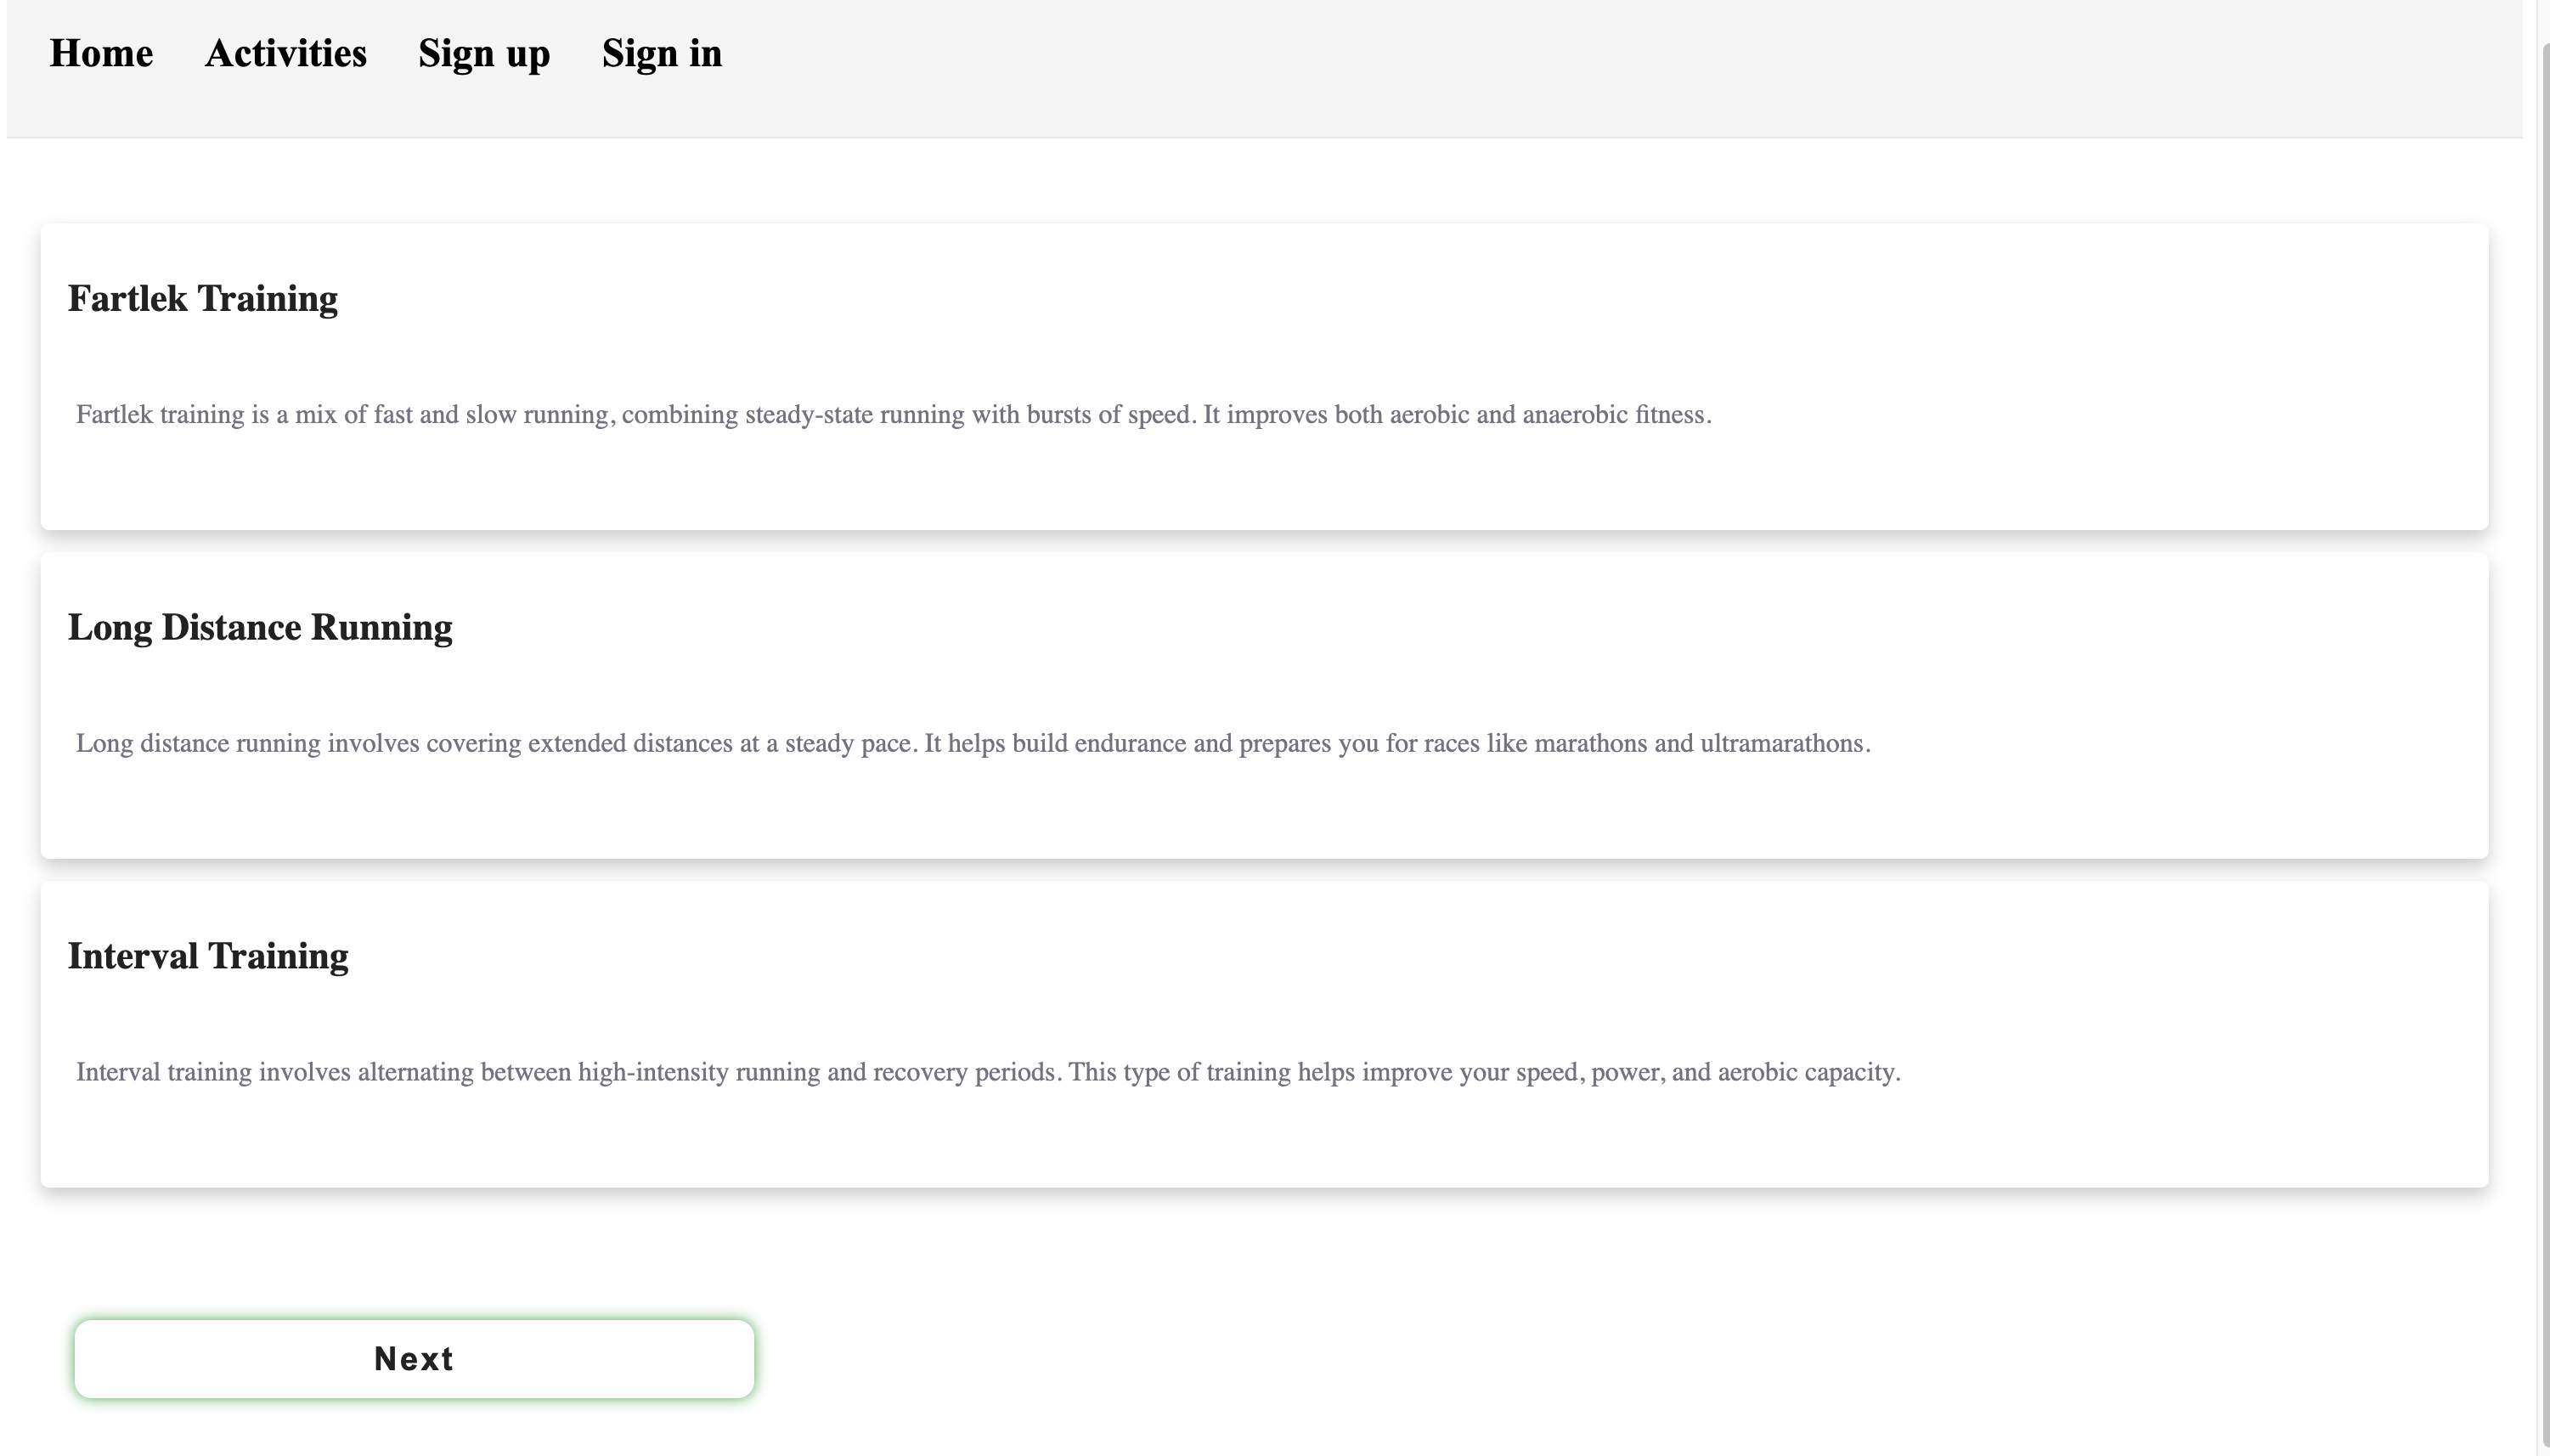 Home Activities Sign up Sign in
Fartlek Training
Fartlek training is a mix of fast and slow running, combining steady-state running with bursts of speed. It improves both aerobic and anaerobic fitness.
Long Distance Running
Long distance running involves covering extended distances at a steady pace. It helps build endurance and prepares you for races like marathons and ultramarathons.
Interval Training
Interval training involves alternating between high-intensity running and recovery periods. This type of training helps improve your speed, power, and aerobic capacity.
Next